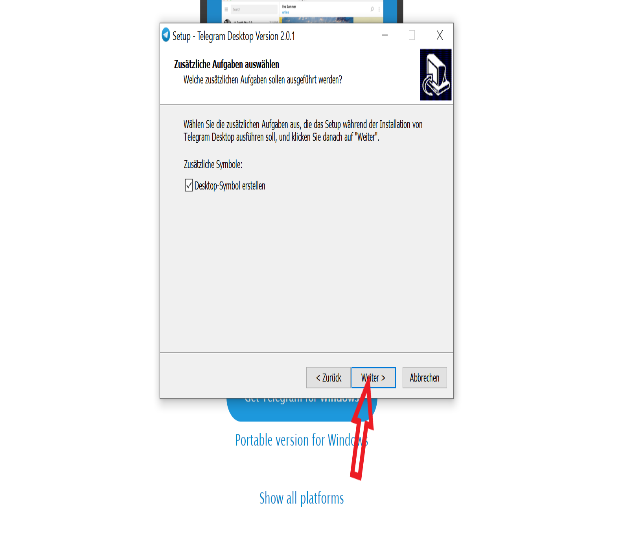 Setup - Telegram Desktop Version 2.0.1
Zusätzliche Aufgaben auswählen
Welche zusätzlichen Aufgaben sollen ausgeführt werden?
Wählen Sie die zusätzlichen Aufgaben aus, die das Setup während der Installation von
Telegram Desktop ausführen soll, und klicken Sie danach auf "Weiter".
Zusätzliche Symbole:
Desktop-Symbol erstellen
< Zurück Weiter > Abbrechen
Get Telegram for Windows
Portable version for Windows
Show all platforms